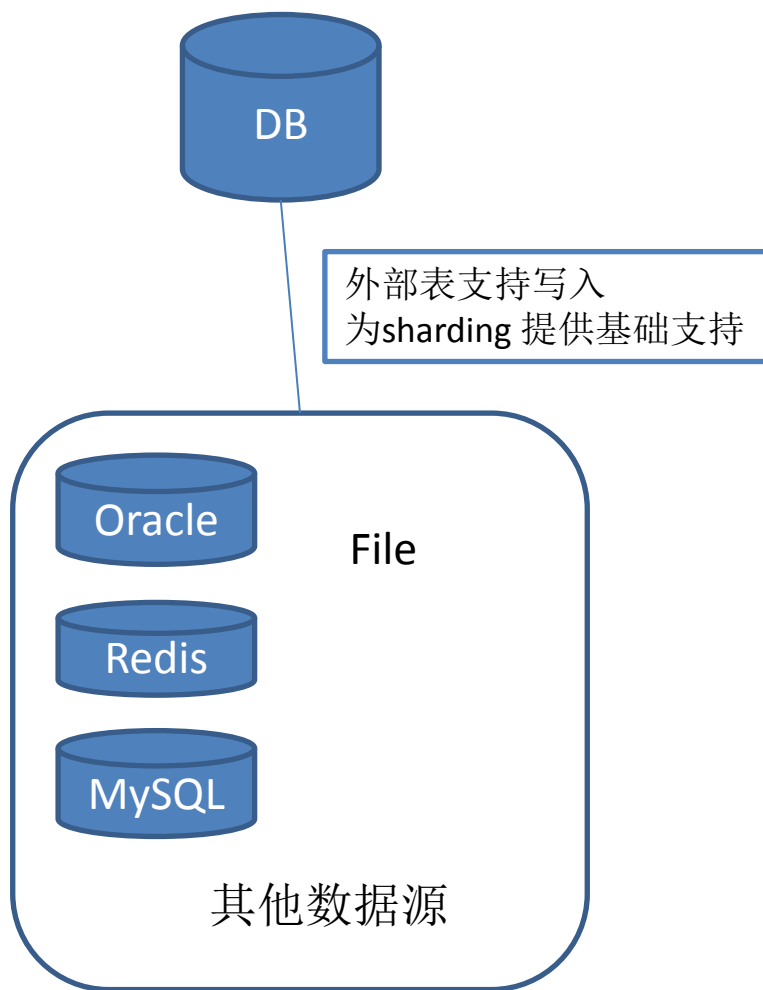 DB
外部表支持写入
为sharding 提供基础支持
Oracle
File
Redis
MySQL
其他数据源